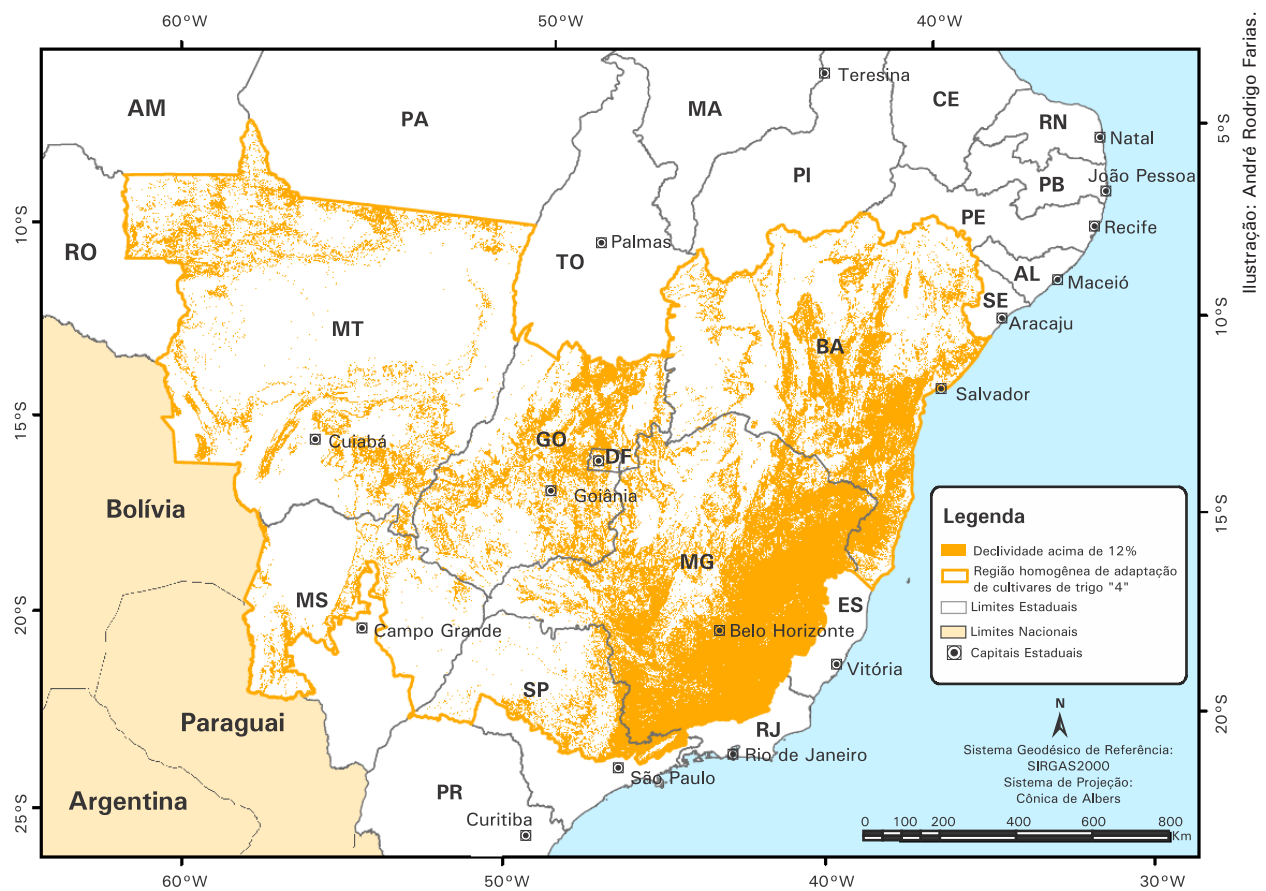 60°W
50°W
40°W
Ilustração: André Rodrigo Farias.
Teresina
AM
PA
MA
CE
RN
Natal
5°S
PI
PB
João Pessoa
10°S
PE
Recife
RO
Palmas
TO
AL
Maceió
SE
Aracaju
10°S
MT
BA
Salvador
15°S
Cuiabá
GO
DF
Goiânia
Bolívia
15°S
Legenda
Declividade acima de 12%
Região homogênea de adaptação
de cultivares de trigo "4"
Limites Estaduais
Limites Nacionais
Capitais Estaduais
MG
MS
ES
20°S
Campo Grande
Belo Horizonte
Vitória
SP
Paraguai
20°S
N
RJ
Rio de Janeiro
Sistema Geodésico de Referência:
SIRGAS2000
Sistema de Projeção:
Cônica de Albers
São Paulo
Argentina
PR
25°S
Curitiba
0 100 200 400 600 800
Km
60°W
50°W
40°W
30°W